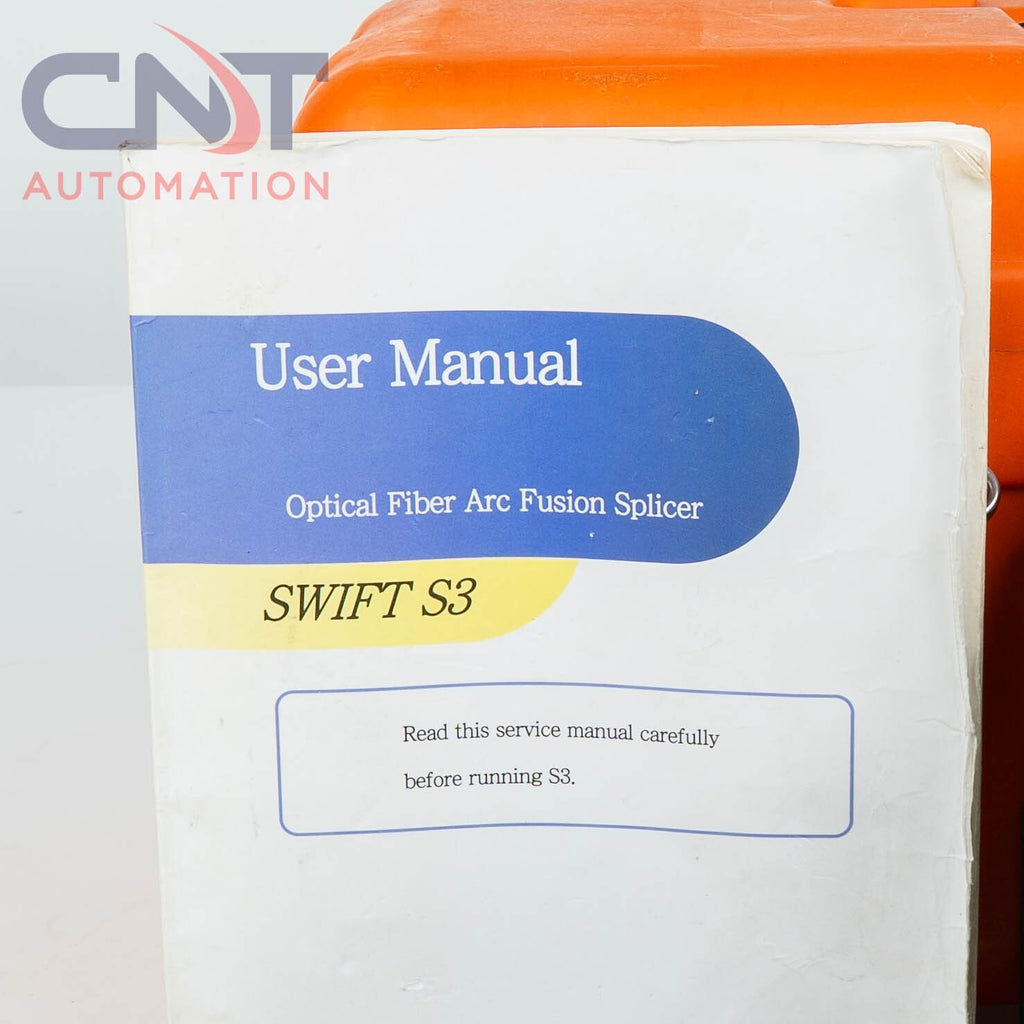 CNT
AUTOMATION
User Manual
Optical Fiber Arc Fusion Splicer
SWIFT S3
Read this service manual carefully
before running S3.